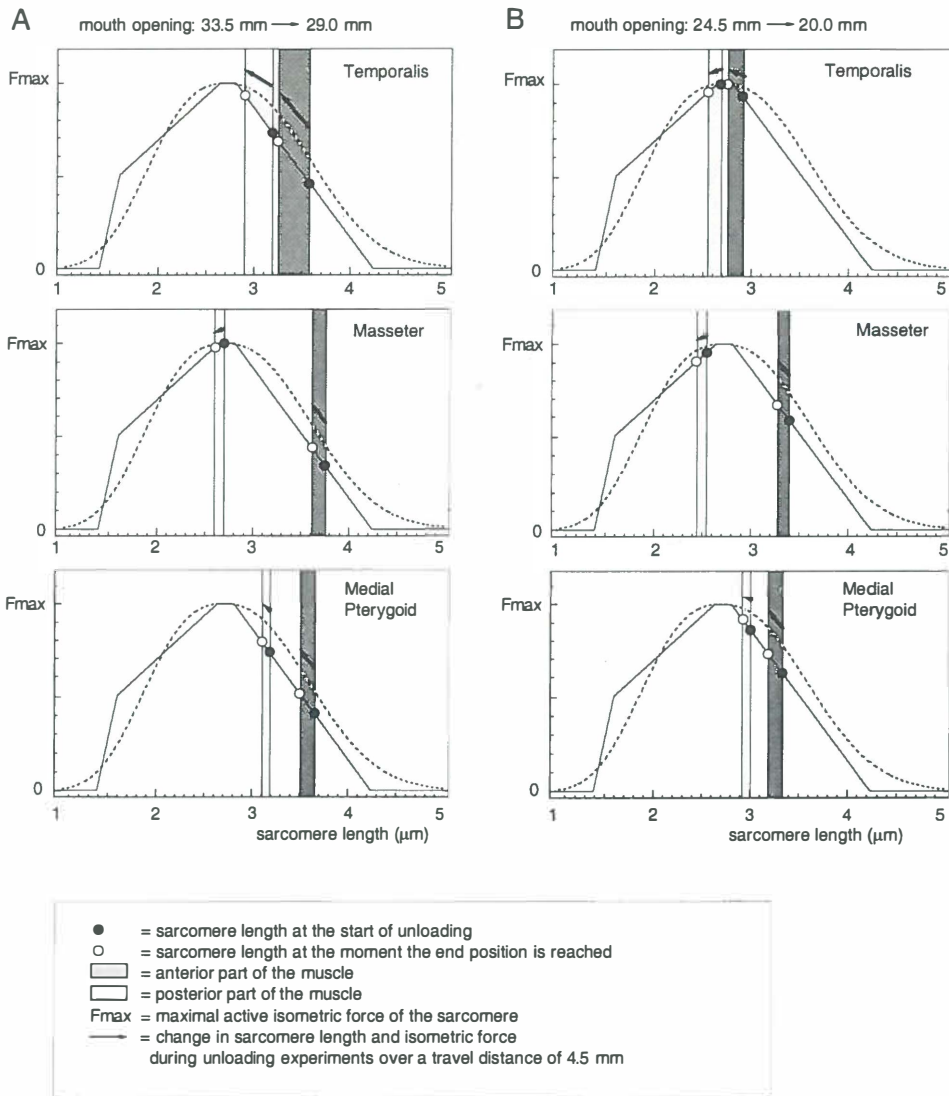 A
mouth opening: 33.5 mm → 29.0 mm
Temporalis
Fmax
0
1 2 3 4 5
Masseter
Fmax
0
1 2 3 4 5
Medial
Pterygoid
Fmax
0
1 2 3 4 5
sarcomere length (μm)
B
mouth opening: 24.5 mm → 20.0 mm
Temporalis
Fmax
0
1 2 3 4 5
Masseter
Fmax
0
1 2 3 4 5
Medial
Pterygoid
Fmax
0
1 2 3 4 5
sarcomere length (μm)
● = sarcomere length at the start of unloading
○ = sarcomere length at the moment the end position is reached
= anterior part of the muscle
= posterior part of the muscle
Fmax = maximal active isometric force of the sarcomere
→ = change in sarcomere length and isometric force
during unloading experiments over a travel distance of 4.5 mm